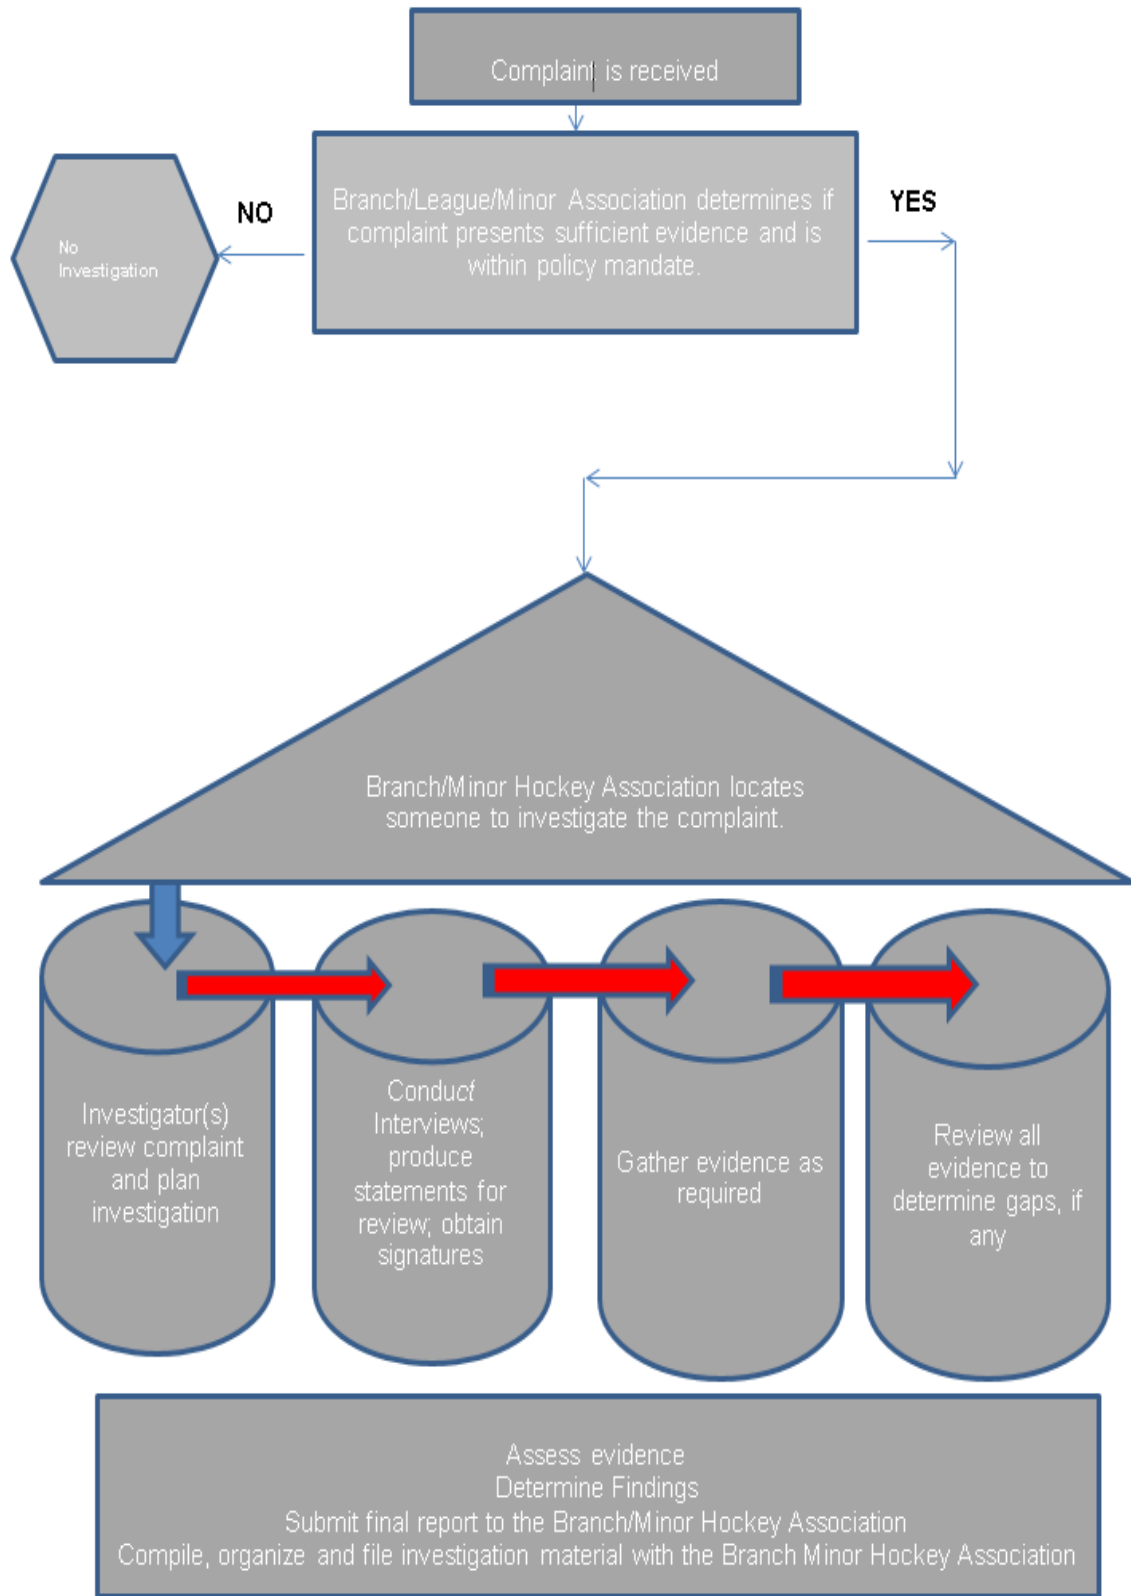 Complaint is received
Branch/League/Minor Association determines if
complaint presents sufficient evidence and is
within policy mandate.
NO
YES
No
Investigation
Branch/Minor Hockey Association locates
someone to investigate the complaint.
Investigator(s)
review complaint
and plan
investigation
Conduct
Interviews;
produce
statements for
review; obtain
signatures
Gather evidence as
required
Review all
evidence to
determine gaps, if
any
Assess evidence
Determine Findings
Submit final report to the Branch/Minor Hockey Association
Compile, organize and file investigation material with the Branch Minor Hockey Association